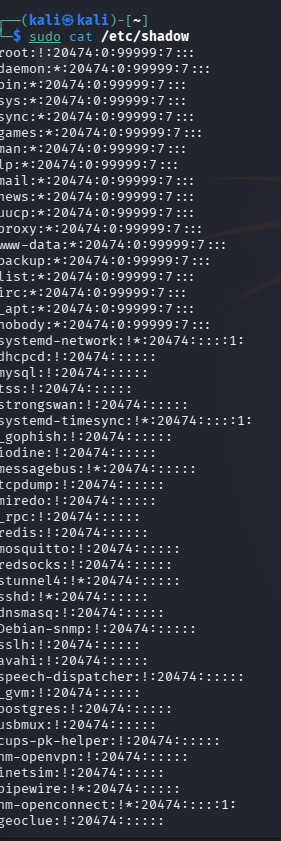 ┌──(kali㉿kali)-[~]
└─$ sudo cat /etc/shadow
root:!:20474:0:99999:7:::
daemon:*:20474:0:99999:7:::
bin:*:20474:0:99999:7:::
sys:*:20474:0:99999:7:::
sync:*:20474:0:99999:7:::
games:*:20474:0:99999:7:::
man:*:20474:0:99999:7:::
lp:*:20474:0:99999:7:::
mail:*:20474:0:99999:7:::
news:*:20474:0:99999:7:::
uucp:*:20474:0:99999:7:::
proxy:*:20474:0:99999:7:::
www-data:*:20474:0:99999:7:::
backup:*:20474:0:99999:7:::
list:*:20474:0:99999:7:::
irc:*:20474:0:99999:7:::
_apt:*:20474:0:99999:7:::
nobody:*:20474:0:99999:7:::
systemd-network:!*:20474::::1:
dhcpcd:!:20474::::::
mysql:!:20474::::::
tss:!:20474::::::
strongswan:!:20474::::::
systemd-timesync:!*:20474::::1:
_gophish:!:20474::::::
iodine:!:20474::::::
messagebus:!*:20474::::::
tcpdump:!:20474::::::
miredo:!:20474::::::
_rpc:!:20474::::::
redis:!:20474::::::
mosquitto:!:20474::::::
redsocks:!:20474::::::
stunnel4:!*:20474::::::
sshd:!*:20474::::::
dnsmasq:!:20474::::::
Debian-snmp:!:20474::::::
sslh:!:20474::::::
avahi:!:20474::::::
speech-dispatcher:!:20474::::::
_gvm:!:20474::::::
postgres:!:20474::::::
usbmux:!:20474::::::
cups-pk-helper:!:20474::::::
nm-openvpn:!:20474::::::
inetsim:!:20474::::::
pipewire:!*:20474::::::
nm-openconnect:!*:20474::::1:
geoclue:!:20474::::::